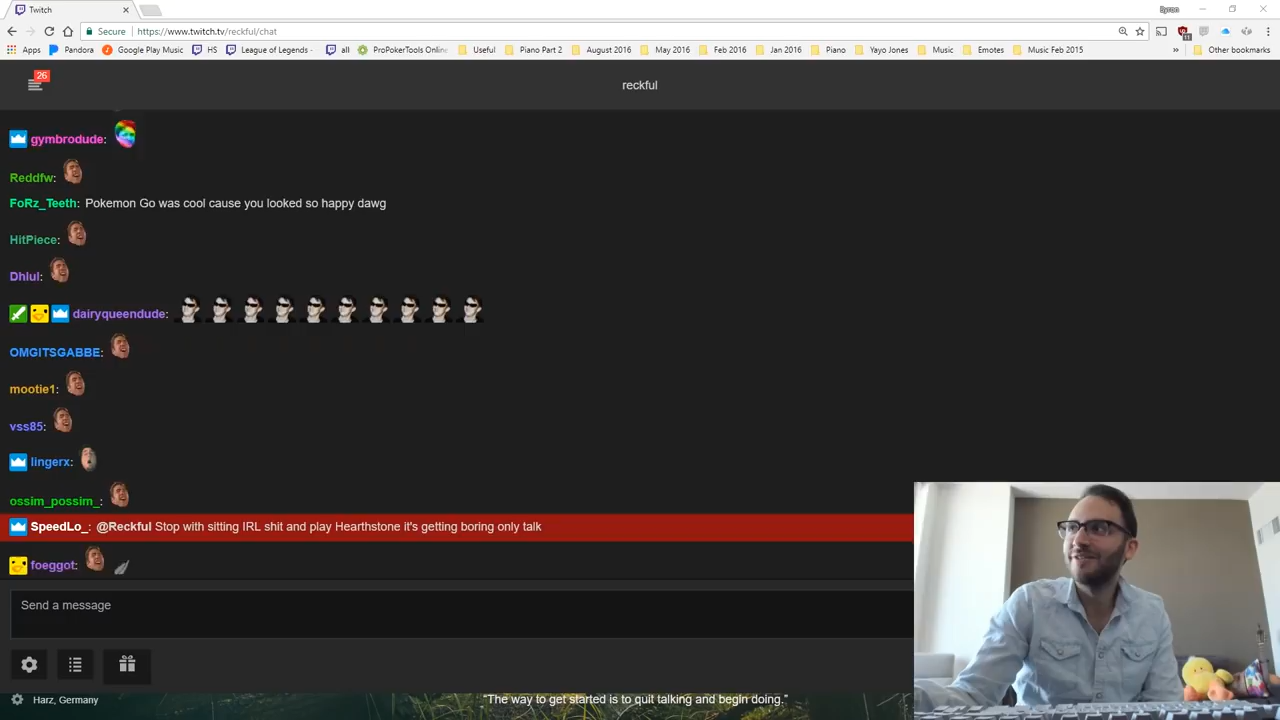 Twitch
Byron
Secure https://www.twitch.tv/reckful/chat
11
Apps Pandora Google Play Music HS League of Legends - all ProPokerTools Onlin Piano Part 2 August 2016 May 2016 Feb 2016 Jan 2016 Piano Yayo Jones Music Emotes Music Feb 2015 » Other bookmarks
26
reckful
gymbrodude:
Reddfw:
FoRz_Teeth: Pokemon Go was cool cause you looked so happy dawg
HitPiece:
dairyqueendude:
OMGITSGABBE:
mootie1:
vss85:
lingerx:
ossim_possim_:
SpeedLo_: @Reckful Stop with sitting IRL shit and play Hearthstone it's getting boring only talk
foeggot:
Send a message
Harz, Germany
“The way to get started is to quit talking and begin doing.”